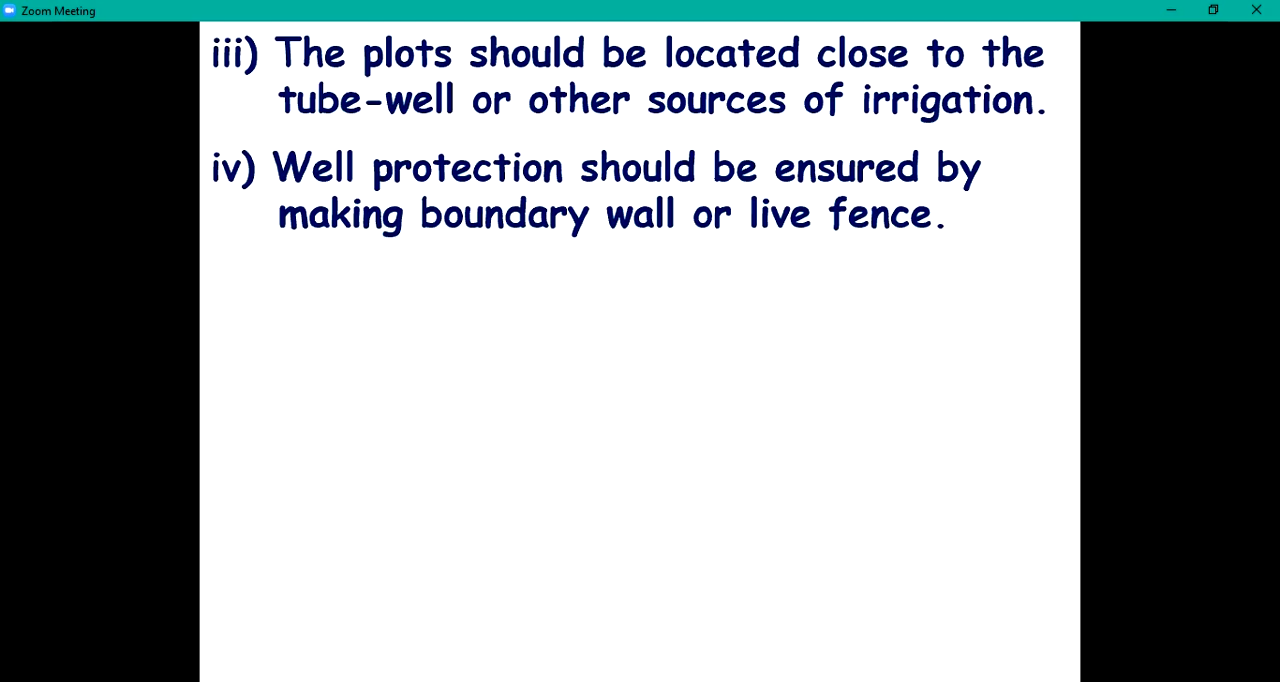 Zoom Meeting
iii) The plots should be located close to the
tube-well or other sources of irrigation.
iv) Well protection should be ensured by
making boundary wall or live fence.